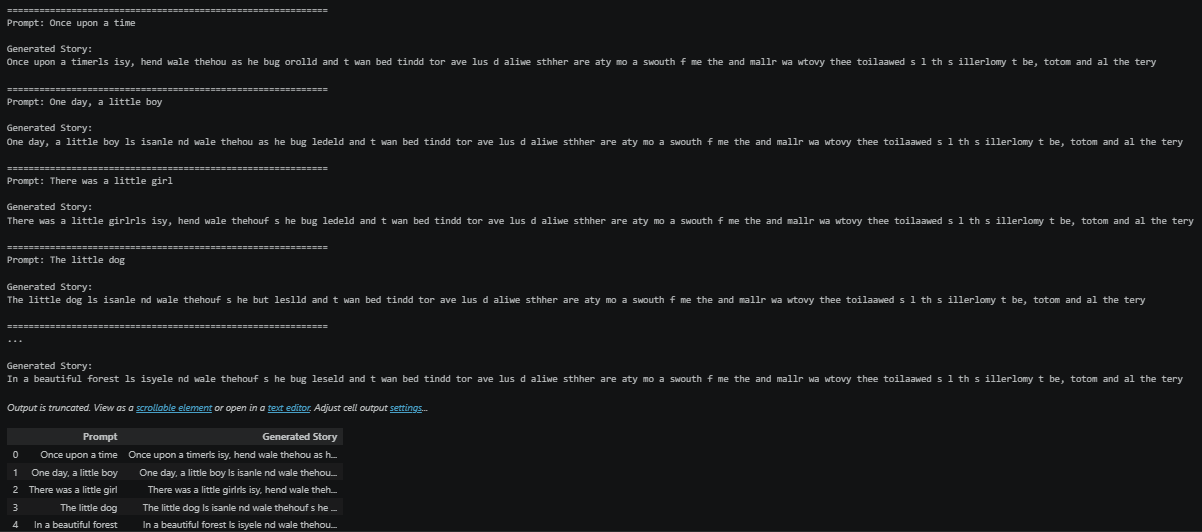 ============================================================
Prompt: Once upon a time
Generated Story:
Once upon a timerls isy, hend wale thehou as he bug orolld and t wan bed tindd tor ave lus d aliwe sthher are aty mo a swouth f me the and mallr wa wtovy thee toilaawed s l th s illerlomy t be, totom and al the tery
============================================================
Prompt: One day, a little boy
Generated Story:
One day, a little boy ls isanle nd wale thehou as he bug ledeld and t wan bed tindd tor ave lus d aliwe sthher are aty mo a swouth f me the and mallr wa wtovy thee toilaawed s l th s illerlomy t be, totom and al the tery
============================================================
Prompt: There was a little girl
Generated Story:
There was a little girlrls isy, hend wale thehouf s he bug ledeld and t wan bed tindd tor ave lus d aliwe sthher are aty mo a swouth f me the and mallr wa wtovy thee toilaawed s l th s illerlomy t be, totom and al the tery
============================================================
Prompt: The little dog
Generated Story:
The little dog ls isanle nd wale thehouf s he but leslld and t wan bed tindd tor ave lus d aliwe sthher are aty mo a swouth f me the and mallr wa wtovy thee toilaawed s l th s illerlomy t be, totom and al the tery
============================================================
...
Generated Story:
In a beautiful forest ls isyele nd wale thehouf s he bug leseld and t wan bed tindd tor ave lus d aliwe sthher are aty mo a swouth f me the and mallr wa wtovy thee toilaawed s l th s illerlomy t be, totom and al the tery
Output is truncated. View as a scrollable element or open in a text editor. Adjust cell output settings...
Prompt Generated Story
0 Once upon a time Once upon a timerls isy, hend wale thehou as h...
1 One day, a little boy One day, a little boy ls isanle nd wale thehou...
2 There was a little girl There was a little girlrls isy, hend wale theh...
3 The little dog The little dog ls isanle nd wale thehouf s he ...
4 In a beautiful forest In a beautiful forest ls isyele nd wale thehou...